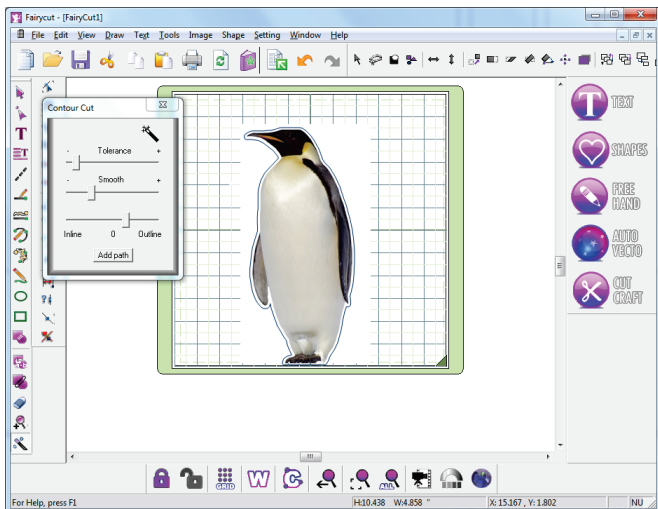 Fairycut - [FairyCut1]
File Edit View Draw Text Tools Image Shape Setting Window Help
Contour Cut
- Tolerance +
- Smooth +
Inline 0 Outline
Add path
T TEXT
SHAPES
FREE
HAND
AUTO
VECTO
CUT
CRAFT
T
GRID
W
C
ALL
For Help, press F1
H:10.438 W:4.858 "
X: 15.167 , Y: 1.802
NU